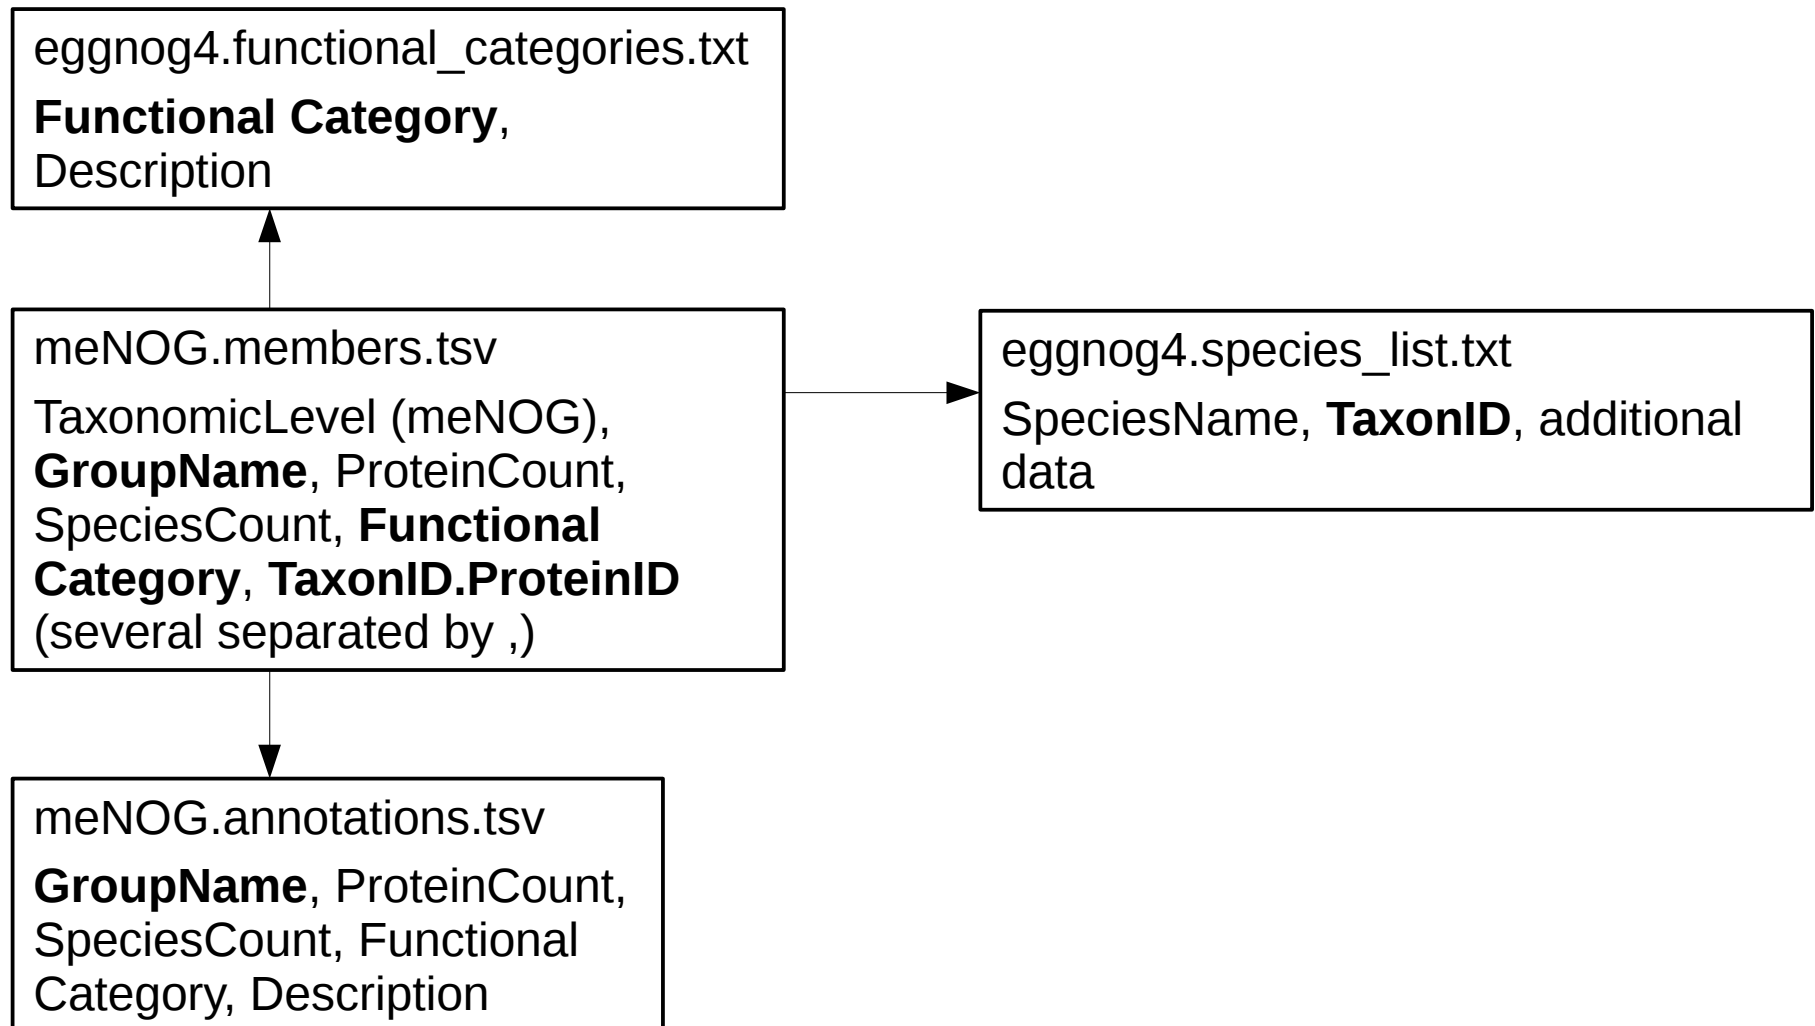 eggnog4.functional_categories.txt
Functional Category,
Description
meNOG.members.tsv
TaxonomicLevel (meNOG),
GroupName, ProteinCount,
SpeciesCount, Functional
Category, TaxonID.ProteinID
(several separated by ,)
eggnog4.species_list.txt
SpeciesName, TaxonID, additional
data
meNOG.annotations.tsv
GroupName, ProteinCount,
SpeciesCount, Functional
Category, Description